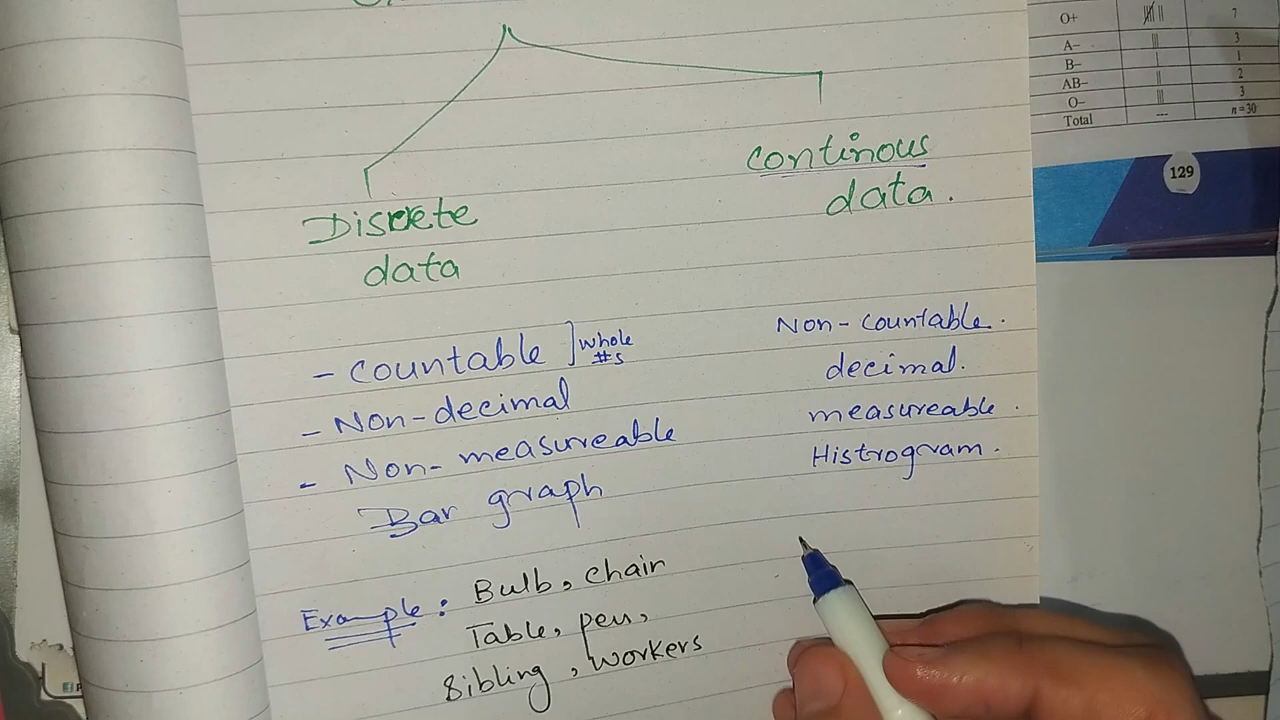 Discrete
data
continous
data.
- countable ] whole
#s
- Non-decimal
- Non-measureable
Bar graph
Non-countable.
decimal.
measureable.
Histrogram.
Example: Bulb, chair
Table, pen,
Sibling, workers
O+ 7
A- ||| 3
B- | 1
AB- || 2
O- ||| 3
Total --- n=30
129